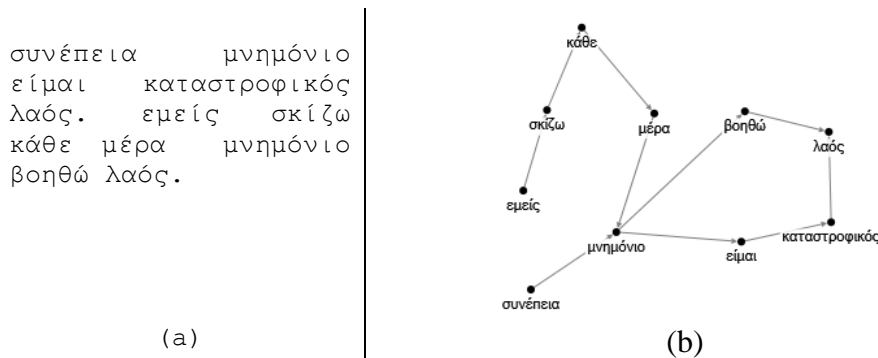 συνέπεια μνημόνιο
είμαι καταστροφικός
λαός. εμείς σκίζω
κάθε μέρα μνημόνιο
βοηθώ λαός.
(a)
κάθε
σκίζω
μέρα
βοηθώ
λαός
εμείς
μνημόνιο
είμαι
καταστροφικός
συνέπεια
(b)